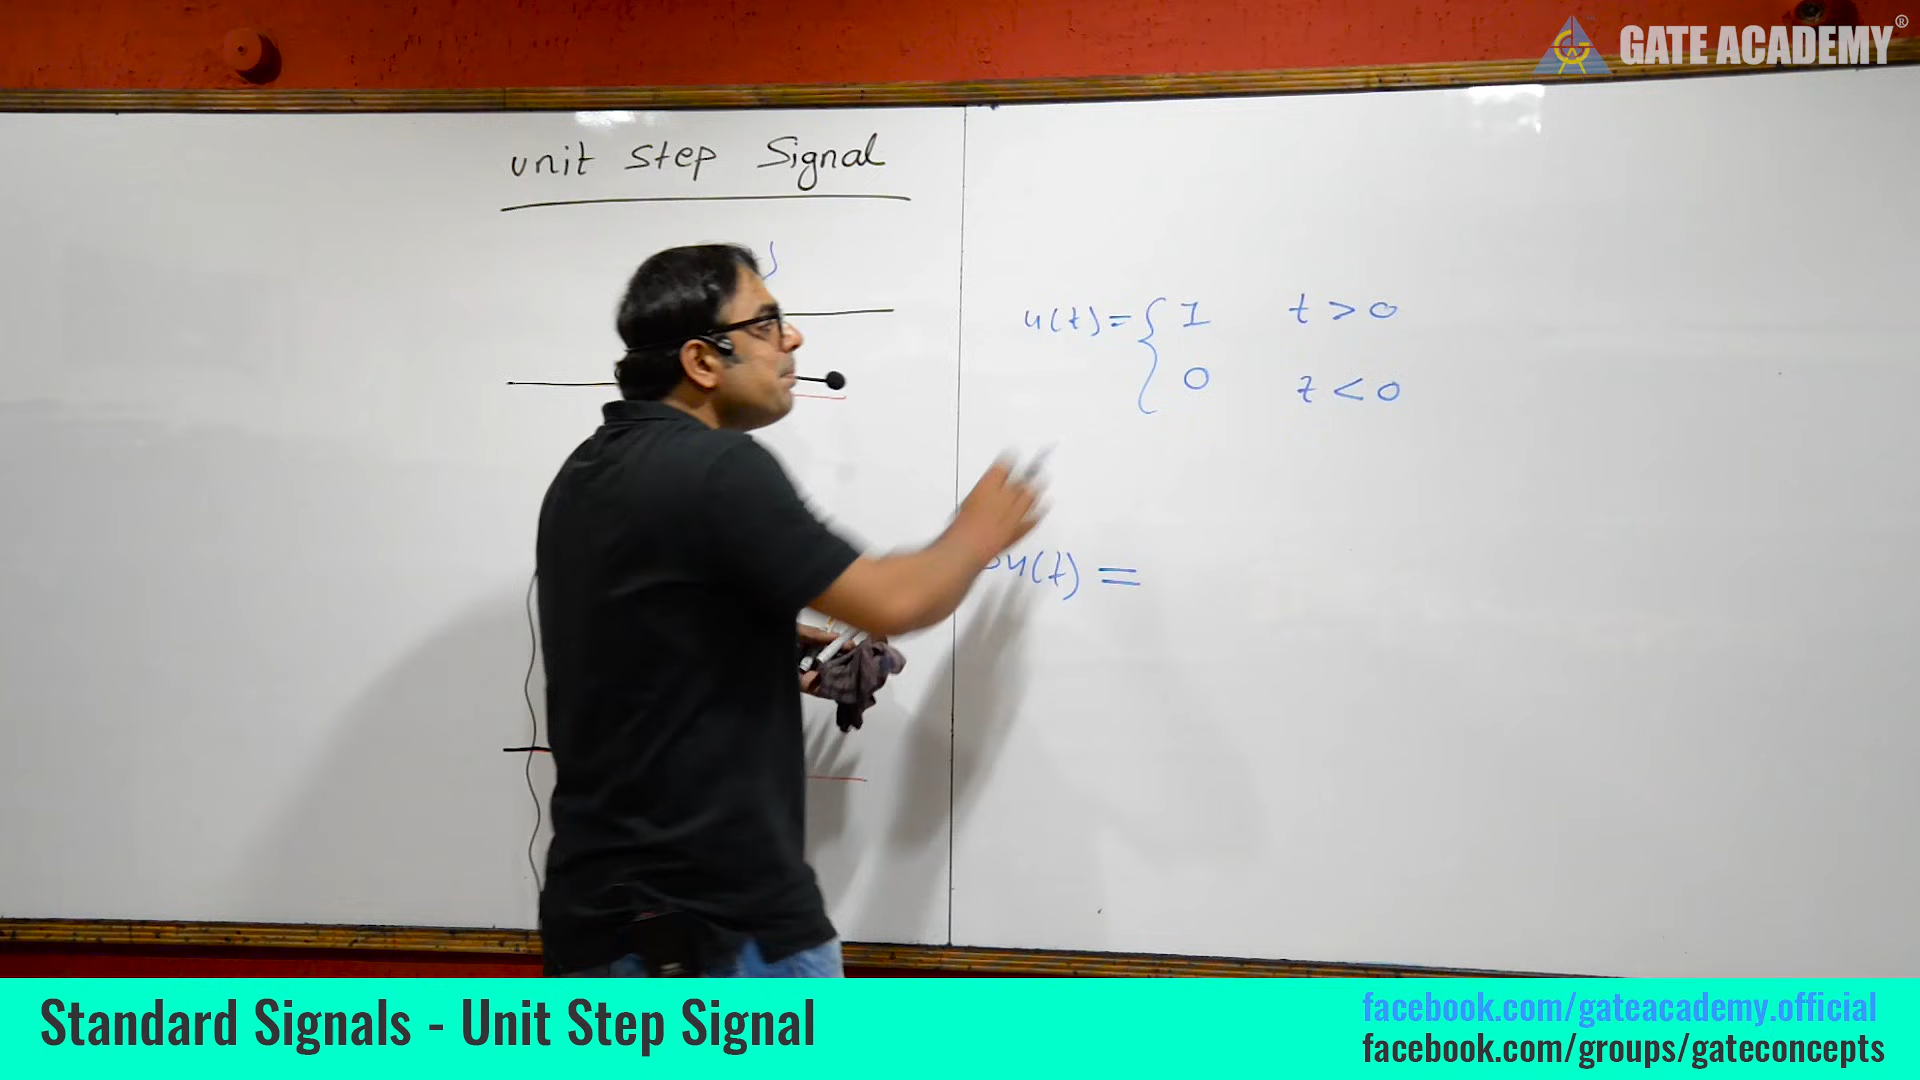 GATE ACADEMY®
unit step Signal
u(t) = { 1 t > 0
0 t < 0
u(t) =
Standard Signals - Unit Step Signal
facebook.com/gateacademy.official
facebook.com/groups/gateconcepts